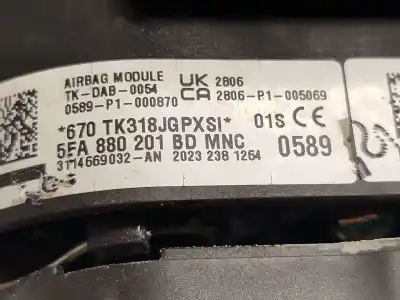 AIRBAG MODULE
TK-DAB-0054
0589-P1-000870
UK 2806
CA 2806-P1-005069
*670 TK318JGPXSI* 01S CE
5FA 880 201 BD MNC 0589
3T14669032-AN 2023 238 1264